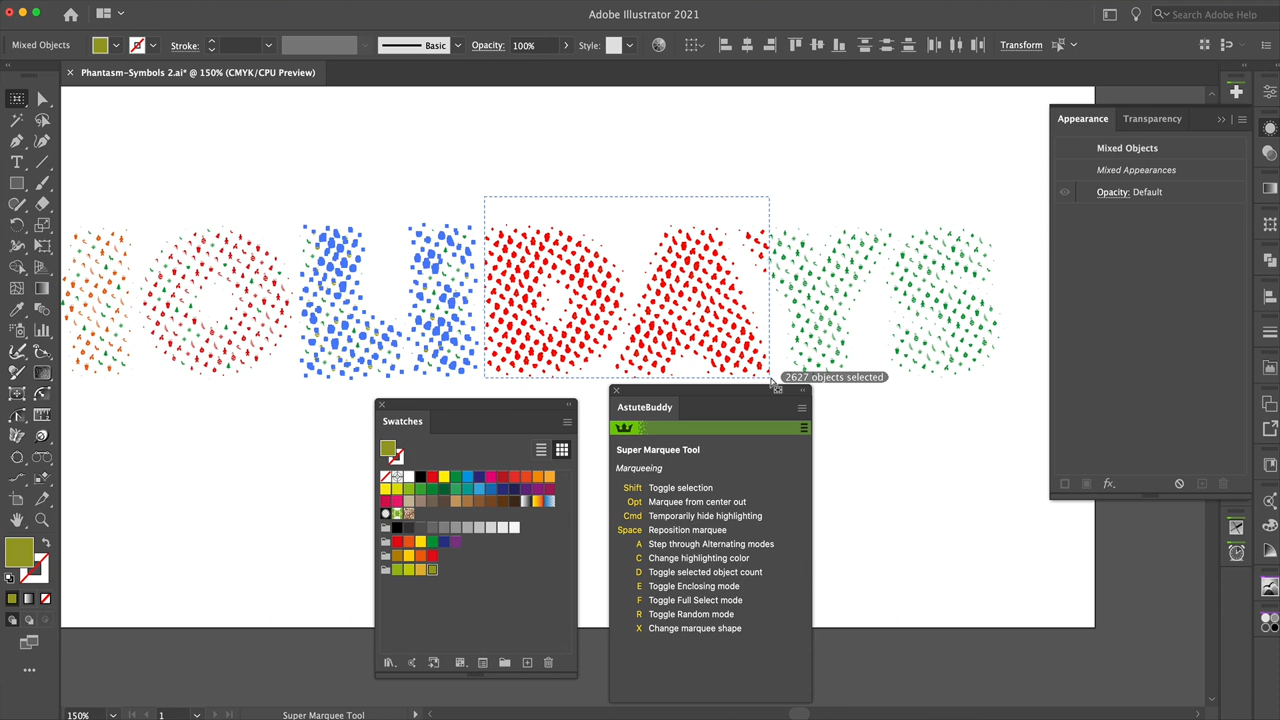 Adobe Illustrator 2021
Search Adobe Help
Mixed Objects
Stroke:
Basic
Opacity:
100%
Style:
Transform
Phantasm-Symbols 2.ai* @ 150% (CMYK/CPU Preview)
Appearance
Transparency
Mixed Objects
Mixed Appearances
Opacity: Default
fx.
2627 objects selected
Swatches
AstuteBuddy
Super Marquee Tool
Marqueeing
Shift Toggle selection
Opt Marquee from center out
Cmd Temporarily hide highlighting
Space Reposition marquee
A Step through Alternating modes
C Change highlighting color
D Toggle selected object count
E Toggle Enclosing mode
F Toggle Full Select mode
R Toggle Random mode
X Change marquee shape
150%
1
Super Marquee Tool